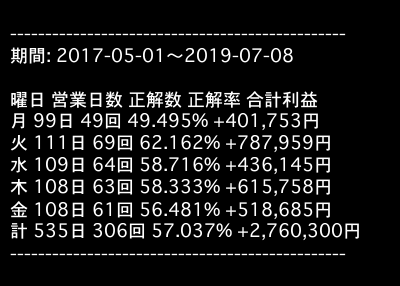 ------------------------------------------------
期間: 2017-05-01〜2019-07-08
曜日 営業日数 正解数 正解率 合計利益
月 99日 49回 49.495% +401,753円
火 111日 69回 62.162% +787,959円
水 109日 64回 58.716% +436,145円
木 108日 63回 58.333% +615,758円
金 108日 61回 56.481% +518,685円
計 535日 306回 57.037% +2,760,300円
------------------------------------------------